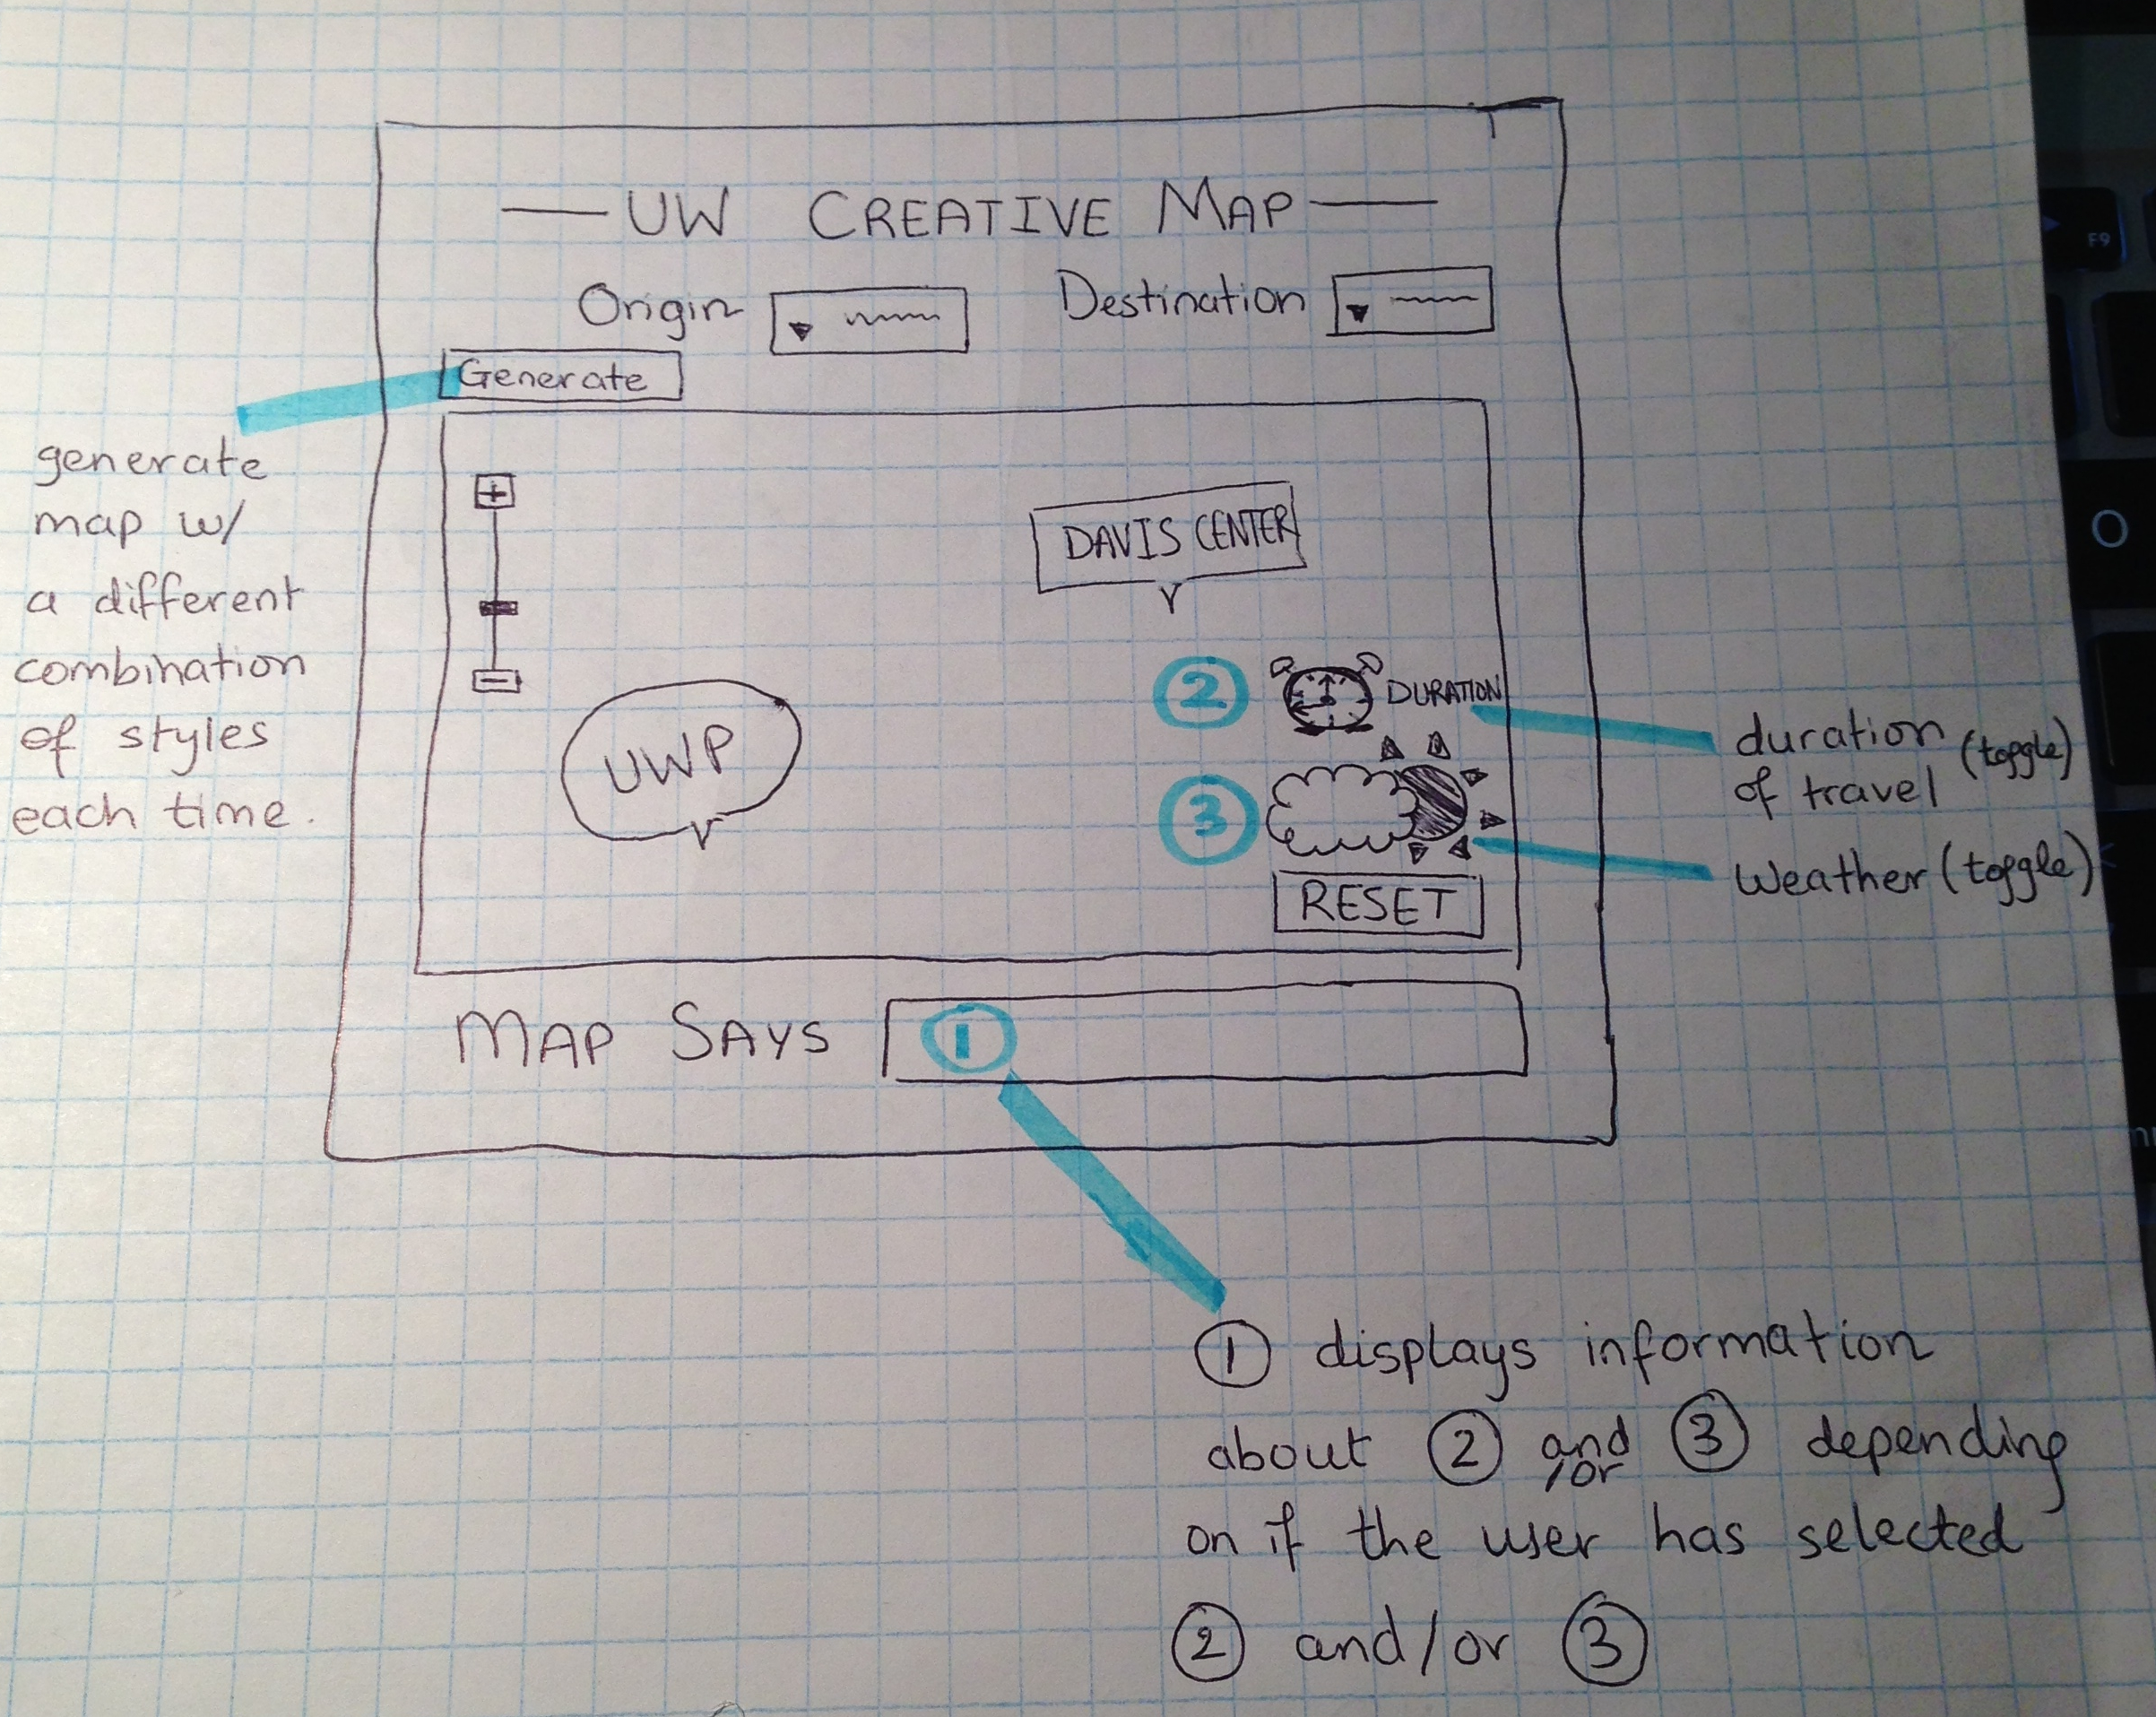 UW CREATIVE MAP
Origin
Destination
Generate
generate
map w/
a different
combination
of styles
each time.
+
DAVIS CENTER
−
UWP
2
DURATION
duration (toggle)
of travel
3
Weather (toggle)
RESET
MAP SAYS
1
1 displays information
about 2 and/or 3 depending
on if the user has selected
2 and/or 3
F9
O